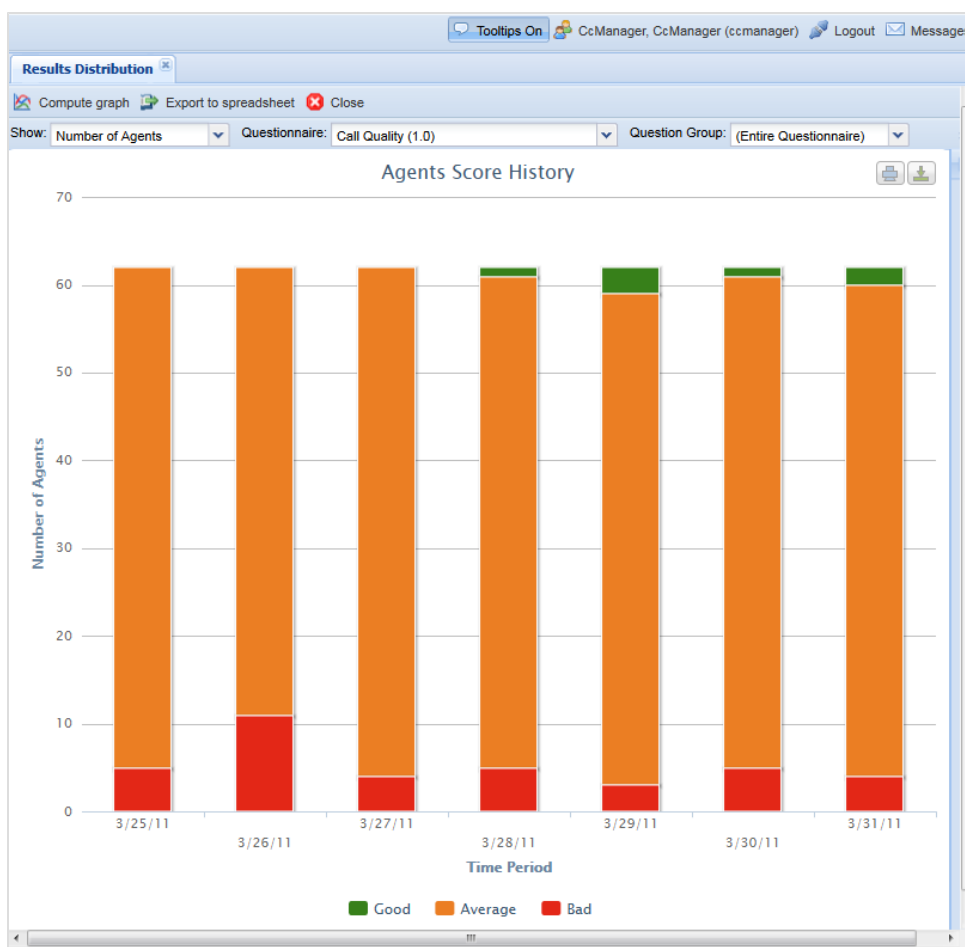 Tooltips On CcManager, CcManager (ccmanager) Logout Message
Results Distribution
Compute graph Export to spreadsheet Close
Show: Number of Agents Questionnaire: Call Quality (1.0) Question Group: (Entire Questionnaire)
Agents Score History
70
60
50
40
30
20
10
0
Number of Agents
3/25/11 3/26/11 3/27/11 3/28/11 3/29/11 3/30/11 3/31/11
Time Period
Good Average Bad